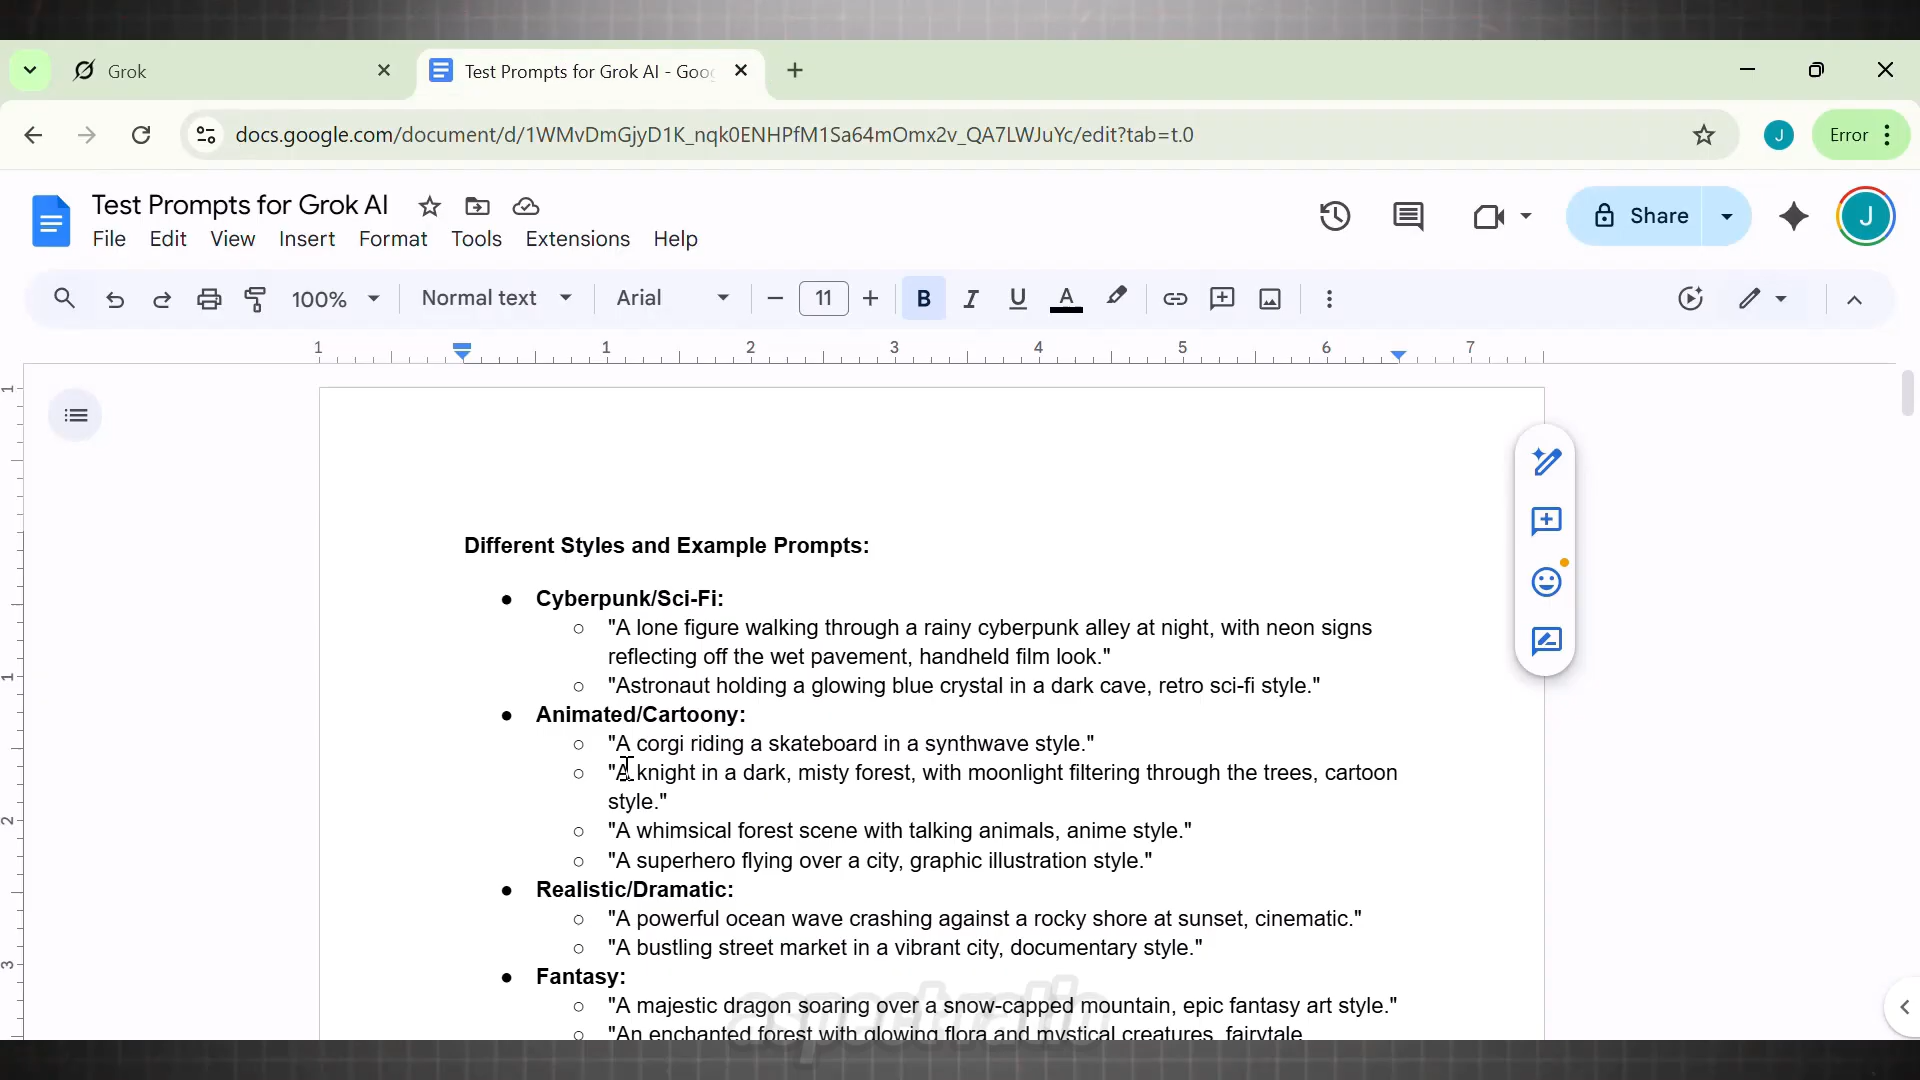 Grok
Test Prompts for Grok AI - Goo
docs.google.com/document/d/1WMvDmGjyD1K_nqk0ENHPfM1Sa64mOmx2v_QA7LWJuYc/edit?tab=t.0
J
Error
Test Prompts for Grok AI
File Edit View Insert Format Tools Extensions Help
Share
J
100% Normal text Arial 11 B I U A
1 1 2 3 4 5 6 7
1
1
2
3
Different Styles and Example Prompts:
● Cyberpunk/Sci-Fi:
○ "A lone figure walking through a rainy cyberpunk alley at night, with neon signs
reflecting off the wet pavement, handheld film look."
○ "Astronaut holding a glowing blue crystal in a dark cave, retro sci-fi style."
● Animated/Cartoony:
○ "A corgi riding a skateboard in a synthwave style."
○ "A knight in a dark, misty forest, with moonlight filtering through the trees, cartoon
style."
○ "A whimsical forest scene with talking animals, anime style."
○ "A superhero flying over a city, graphic illustration style."
● Realistic/Dramatic:
○ "A powerful ocean wave crashing against a rocky shore at sunset, cinematic."
○ "A bustling street market in a vibrant city, documentary style."
● Fantasy:
○ "A majestic dragon soaring over a snow-capped mountain, epic fantasy art style."
○ "An enchanted forest with glowing flora and mystical creatures, fairytale
aspect ratio